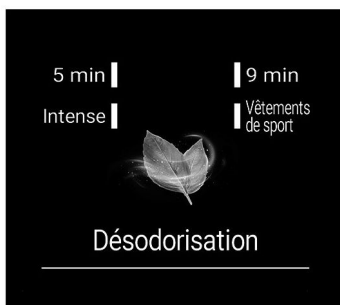 5 min
9 min
Intense
Vêtements
de sport
Désodorisation